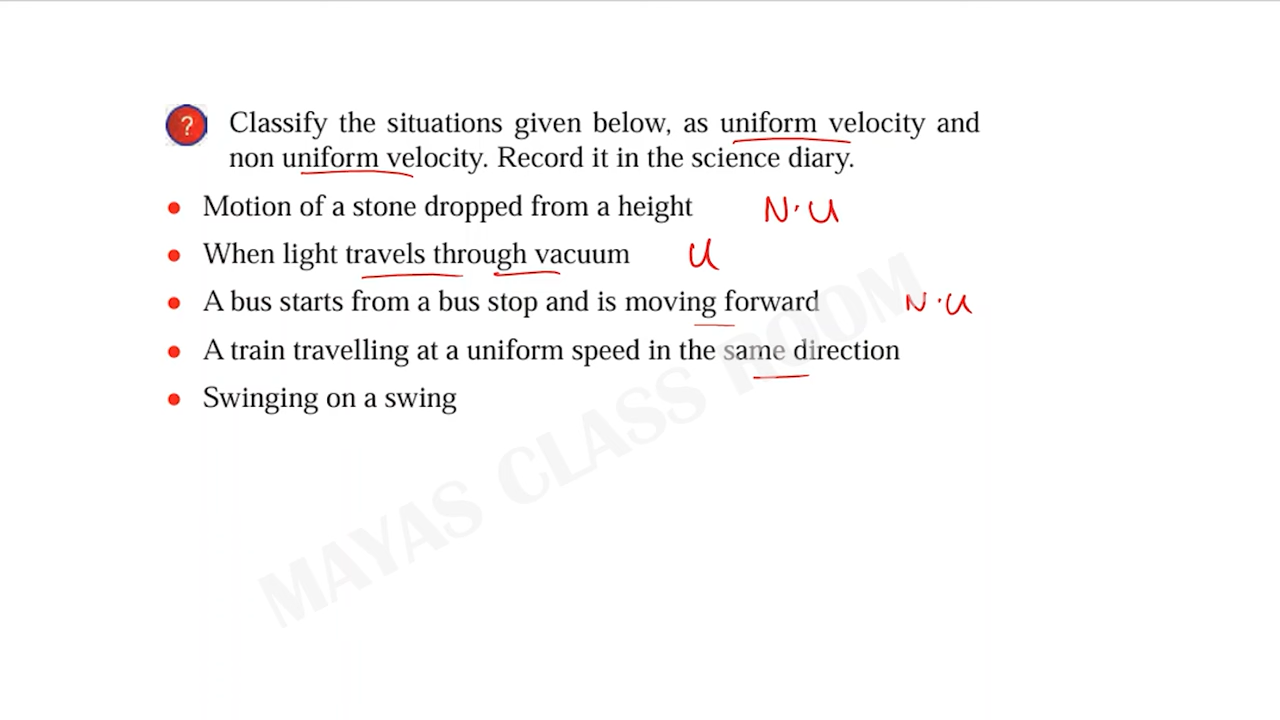 ?
Classify the situations given below, as uniform velocity and
non uniform velocity. Record it in the science diary.
• Motion of a stone dropped from a height N.U
• When light travels through vacuum U
• A bus starts from a bus stop and is moving forward N.U
• A train travelling at a uniform speed in the same direction
• Swinging on a swing
MAYAS CLASS ROOM